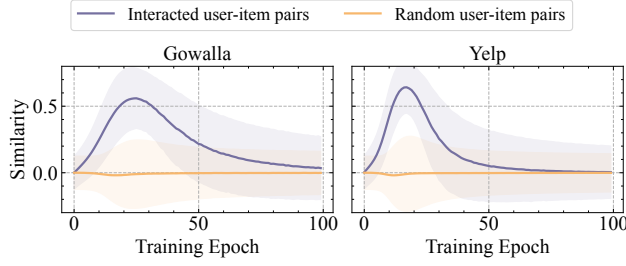 Interacted user-item pairs Random user-item pairs
Gowalla Yelp
Similarity
0.5
0.0
0 50 100 0 50 100
Training Epoch Training Epoch